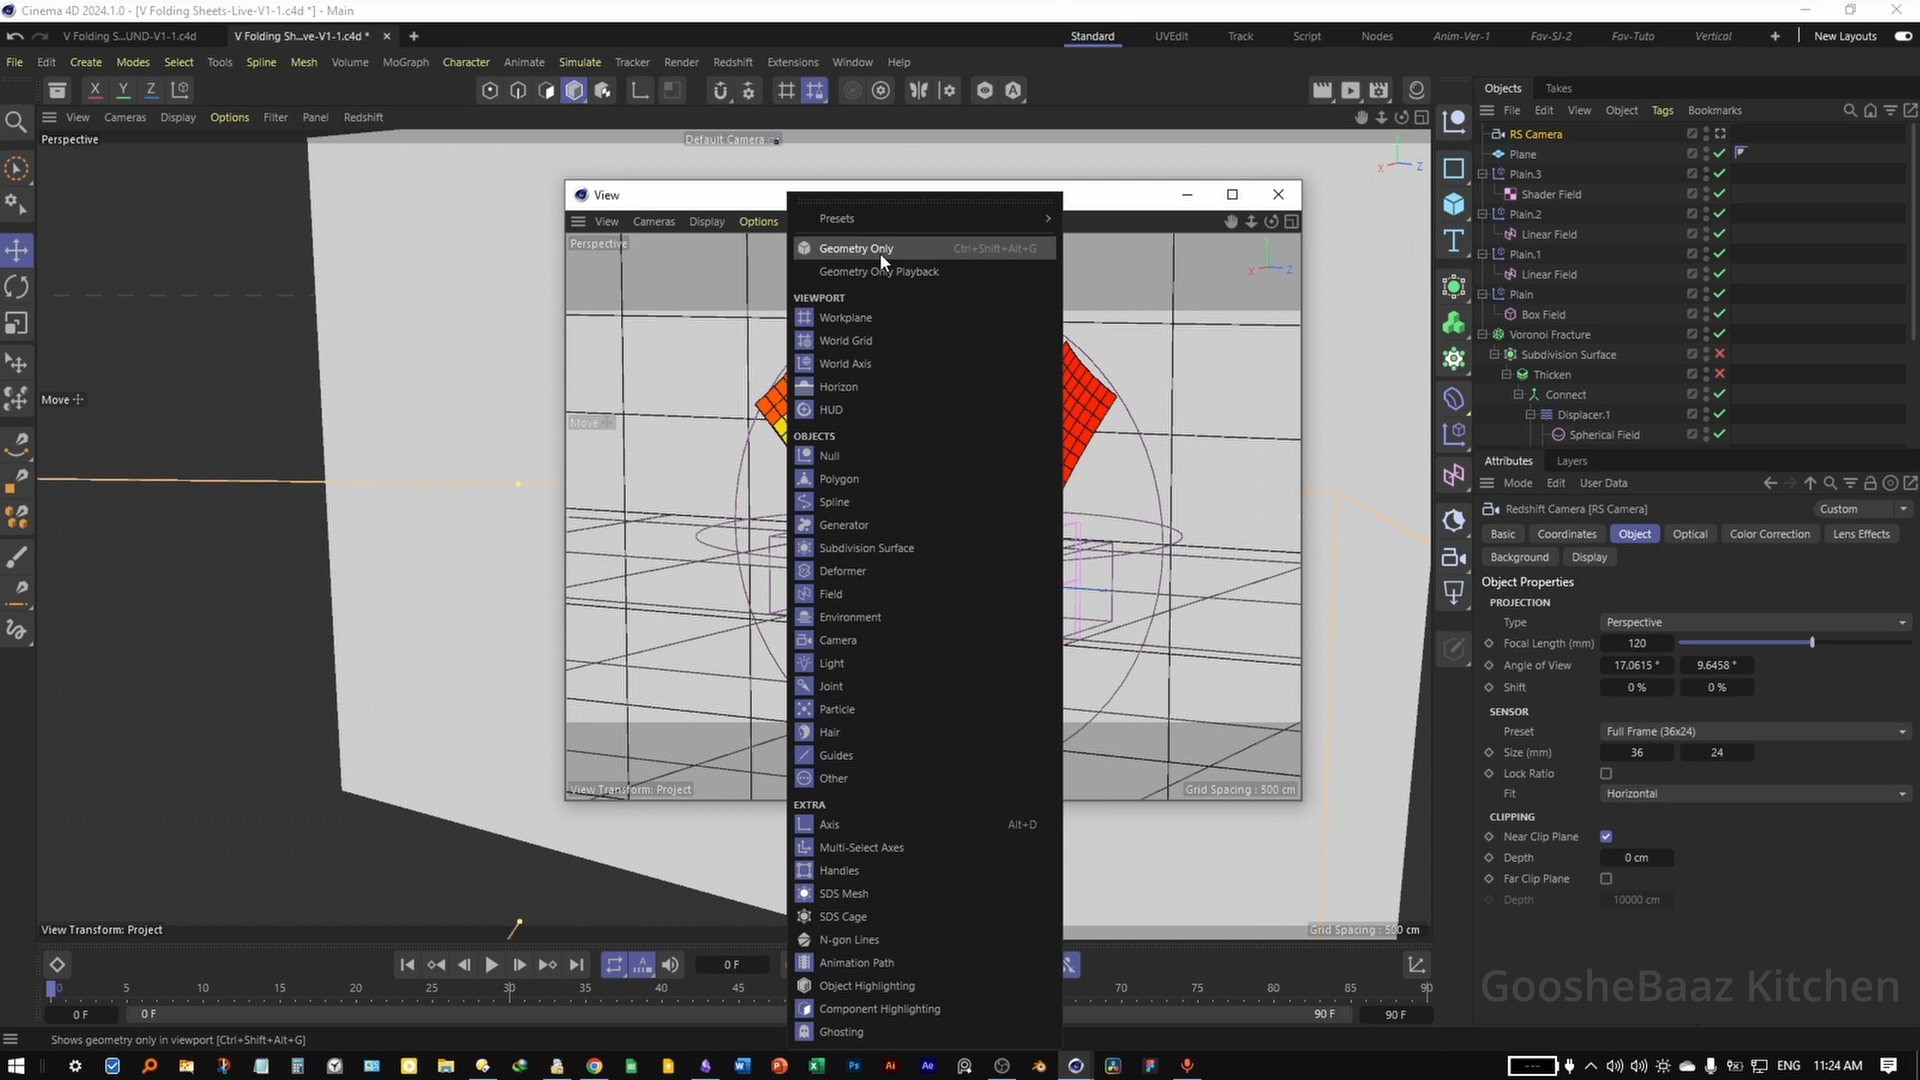 Cinema 4D 2024.1.0 - [V Folding Sheets-Live-V1-1.c4d *] - Main
V Folding S...UND-V1-1.c4d
V Folding Sh...ve-V1-1.c4d *
Standard
UVEdit
Track
Script
Nodes
Anim-Ver-1
Fav-SJ-2
Fav-Tuto
Vertical
New Layouts
File Edit Create Modes Select Tools Spline Mesh Volume MoGraph Character Animate Simulate Tracker Render Redshift Extensions Window Help
X Y Z
View Cameras Display Options Filter Panel Redshift
Perspective
Default Camera
X Z
Move
View Transform: Project
Grid Spacing : 500 cm
View
View Cameras Display Options
Perspective
Y
X Z
Move
View Transform: Project
Grid Spacing : 500 cm
Presets
Geometry Only Ctrl+Shift+Alt+G
Geometry Only Playback
VIEWPORT
Workplane
World Grid
World Axis
Horizon
HUD
OBJECTS
Null
Polygon
Spline
Generator
Subdivision Surface
Deformer
Field
Environment
Camera
Light
Joint
Particle
Hair
Guides
Other
EXTRA
Axis Alt+D
Multi-Select Axes
Handles
SDS Mesh
SDS Cage
N-gon Lines
Animation Path
Object Highlighting
Component Highlighting
Ghosting
Objects Takes
File Edit View Object Tags Bookmarks
RS Camera
Plane
Plain.3
Shader Field
Plain.2
Linear Field
Plain.1
Linear Field
Plain
Box Field
Voronoi Fracture
Subdivision Surface
Thicken
Connect
Displacer.1
Spherical Field
Attributes Layers
Mode Edit User Data
Redshift Camera [RS Camera]
Custom
Basic Coordinates Object Optical Color Correction Lens Effects
Background Display
Object Properties
PROJECTION
Type Perspective
Focal Length (mm) 120
Angle of View 17.0615 ° 9.6458 °
Shift 0 % 0 %
SENSOR
Preset Full Frame (36x24)
Size (mm) 36 24
Lock Ratio
Fit Horizontal
CLIPPING
Near Clip Plane
Depth 0 cm
Far Clip Plane
Depth 10000 cm
0 F
0 5 10 15 20 25 30 35 40 45 70 75 80 85 90
0 F 0 F 90 F 90 F
GoosheBaaz Kitchen
Shows geometry only in viewport [Ctrl+Shift+Alt+G]
Ps Ai Ae
ENG 11:24 AM